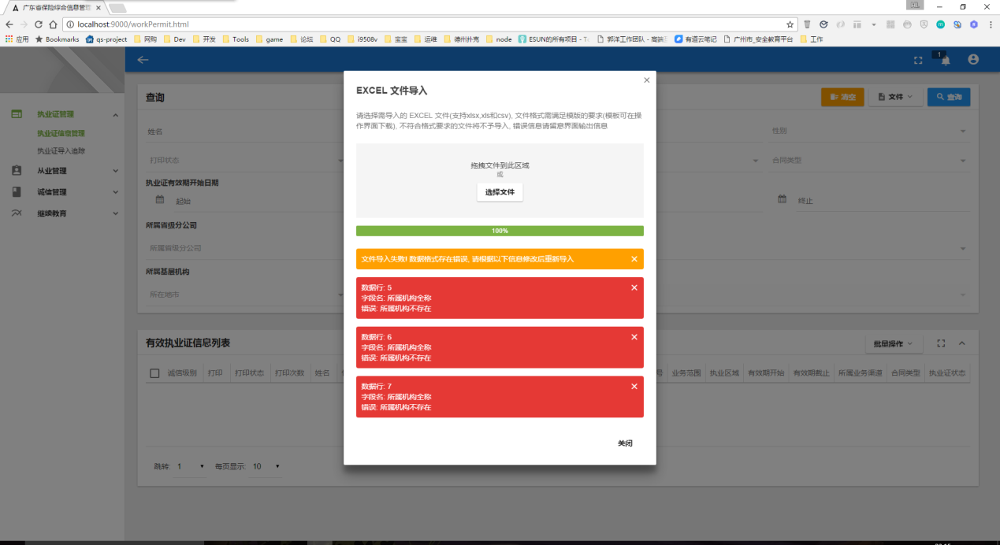 广东省保险综合信息管理
HL
localhost:9000/workPermit.html
应用 Bookmarks qs-project 网购 Dev 开发 Tools game 论坛 QQ i9508v 宝宝 运维 德州扑克 node ESUN的所有项目 - T 郭洋工作团队 - 高端 有道云笔记 广州市_安全教育平台 工作
1
执业证管理
执业证信息管理
执业证导入追踪
从业管理
诚信管理
继续教育
查询
清空 文件 查询
姓名
性别
打印状态
合同类型
执业证有效期开始日期
起始
终止
所属省级分公司
所属省级分公司
所属基层机构
所在地市
有效执业证信息列表
批量操作
诚信级别 打印 打印状态 打印次数 姓名
号 业务范围 执业区域 有效期开始 有效期截止 所属业务渠道 合同类型 执业证状态
跳转: 1 每页显示: 10
EXCEL 文件导入
请选择需导入的 EXCEL 文件(支持xlsx,xls和csv), 文件格式需满足模版的要求(模板可在操
作界面下载), 不符合格式要求的文件将不予导入, 错误信息请留意界面输出信息
拖拽文件到此区域
或
选择文件
100%
文件导入失败! 数据格式存在错误, 请根据以下信息修改后重新导入
数据行: 5
字段名: 所属机构全称
错误: 所属机构不存在
数据行: 6
字段名: 所属机构全称
错误: 所属机构不存在
数据行: 7
字段名: 所属机构全称
错误: 所属机构不存在
关闭